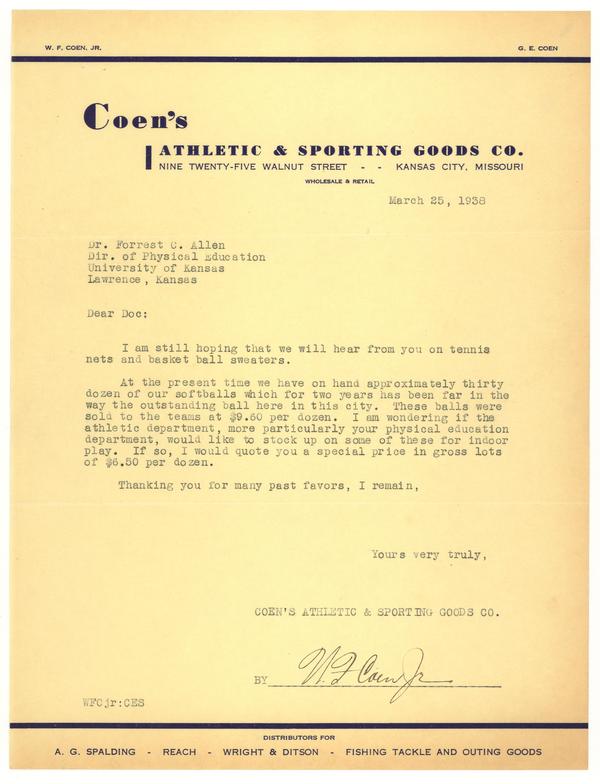 W. F. COEN, JR. G. E. COEN
Coen's
ATHLETIC & SPORTING GOODS CO.
NINE TWENTY-FIVE WALNUT STREET - - KANSAS CITY, MISSOURI
WHOLESALE & RETAIL
March 25, 1938
Dr. Forrest C. Allen
Dir. of Physical Education
University of Kansas
Lawrence, Kansas
Dear Doc:
I am still hoping that we will hear from you on tennis
nets and basket ball sweaters.
At the present time we have on hand approximately thirty
dozen of our softballs which for two years has been far in the
way the outstanding ball here in this city. These balls were
sold to the teams at $9.60 per dozen. I am wondering if the
athletic department, more particularly your physical education
department, would like to stock up on some of these for indoor
play. If so, I would quote you a special price in gross lots
of $6.50 per dozen.
Thanking you for many past favors, I remain,
Yours very truly,
COEN'S ATHLETIC & SPORTING GOODS CO.
BY W F Coen Jr
WFCjr:CES
DISTRIBUTORS FOR
A. G. SPALDING - REACH - WRIGHT & DITSON - FISHING TACKLE AND OUTING GOODS